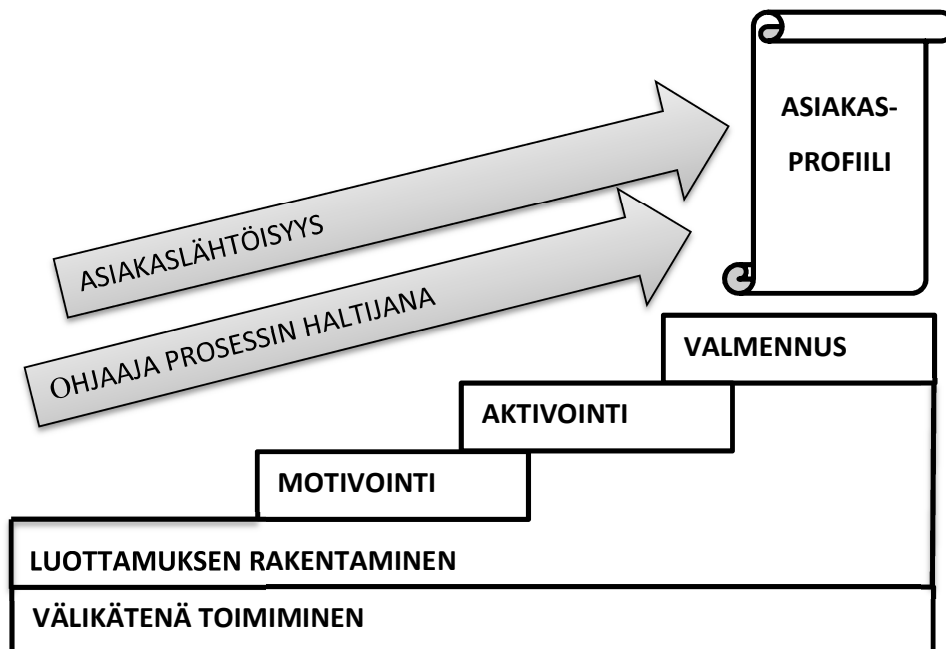 ASIAKAS-
PROFIILI
ASIAKASLÄHTÖISYYS
OHJAAJA PROSESSIN HALTIJANA
VALMENNUS
AKTIVOINTI
MOTIVOINTI
LUOTTAMUKSEN RAKENTAMINEN
VÄLIKÄTENÄ TOIMIMINEN